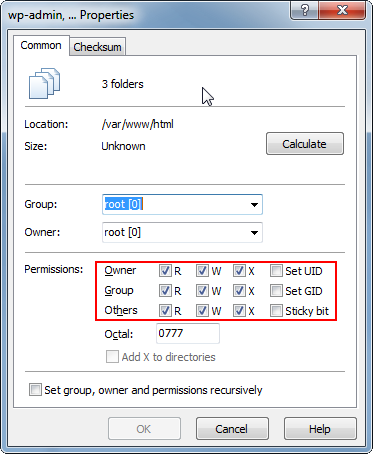 wp-admin, ... Properties
Common Checksum
3 folders
Location: /var/www/html
Size: Unknown Calculate
Group: root [0]
Owner: root [0]
Permissions: Owner R W X Set UID
Group R W X Set GID
Others R W X Sticky bit
Octal: 0777
Add X to directories
Set group, owner and permissions recursively
OK Cancel Help